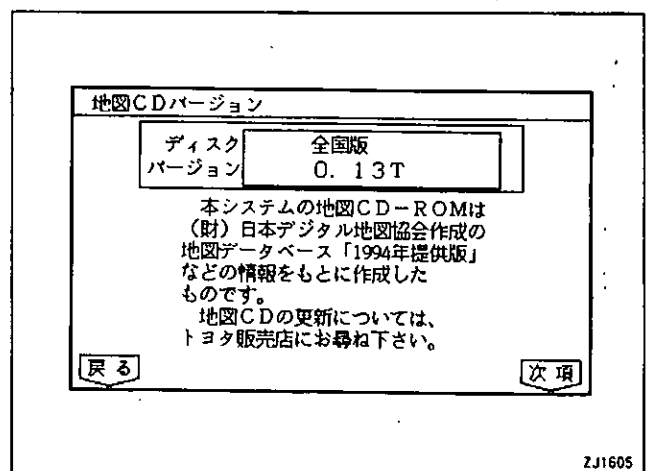 地図CDバージョン
ディスク 全国版
バージョン 0.13T
本システムの地図CD-ROMは
(財)日本デジタル地図協会作成の
地図データベース「1994年提供版」
などの情報をもとに作成した
ものです。
地図CDの更新については、
トヨタ販売店にお尋ね下さい。
戻る 次項
ZJ1605